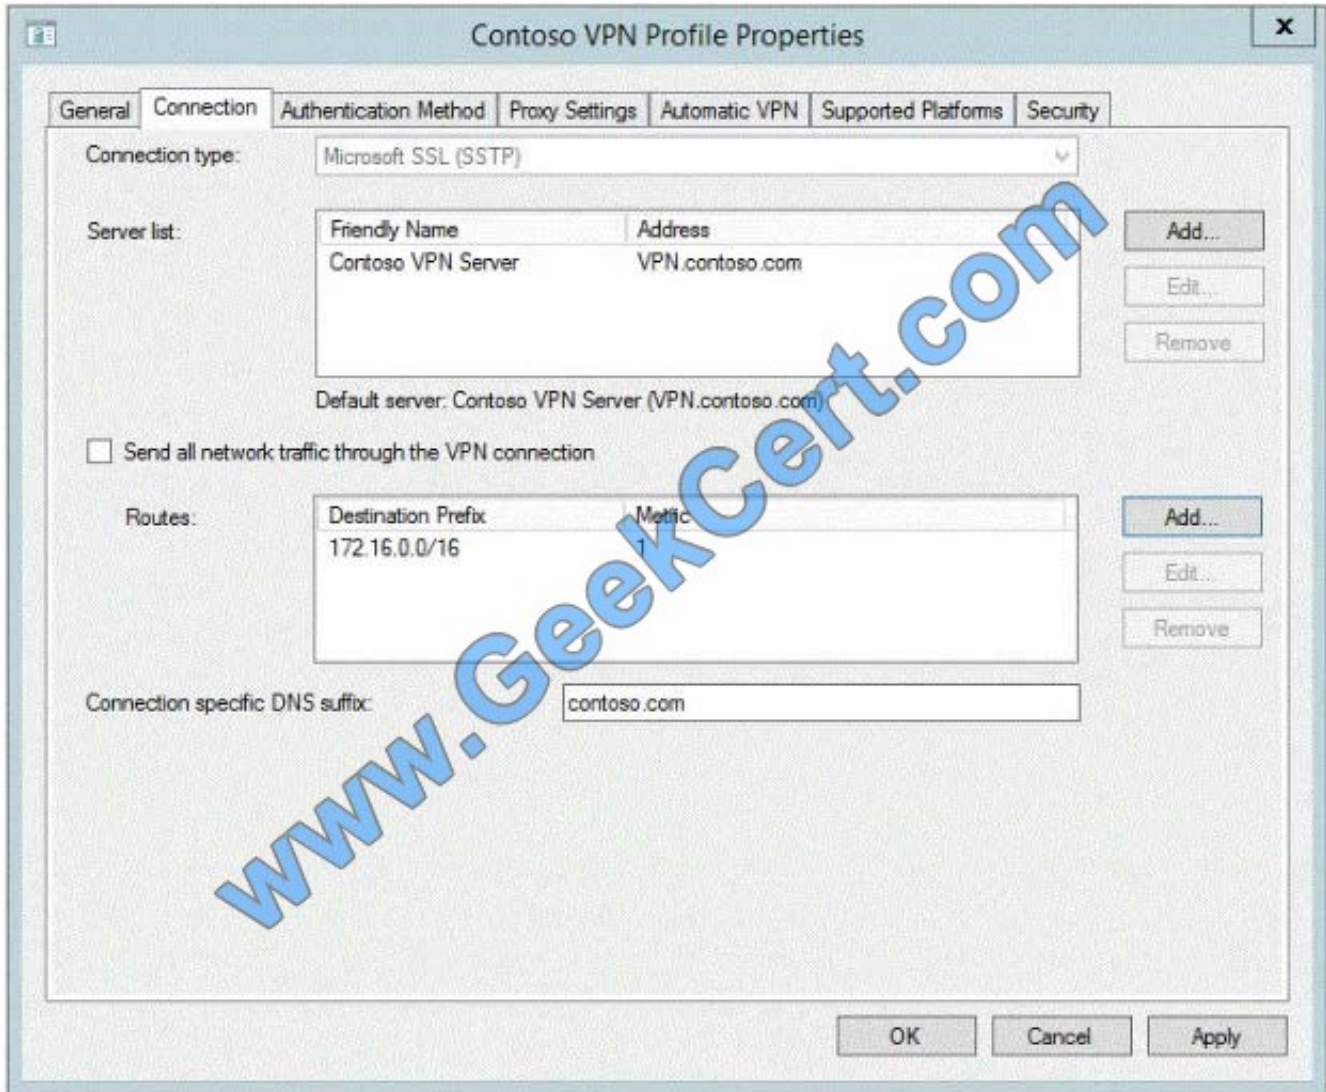 Contoso VPN Profile Properties
x
General Connection Authentication Method Proxy Settings Automatic VPN Supported Platforms Security
Connection type: Microsoft SSL (SSTP)
Server list:
Friendly Name Address
Contoso VPN Server VPN.contoso.com
Add...
Edit...
Remove
Default server: Contoso VPN Server (VPN.contoso.com)
Send all network traffic through the VPN connection
Routes:
Destination Prefix Metric
172.16.0.0/16 1
Add...
Edit...
Remove
Connection specific DNS suffix: contoso.com
www.GeekCert.com
OK Cancel Apply